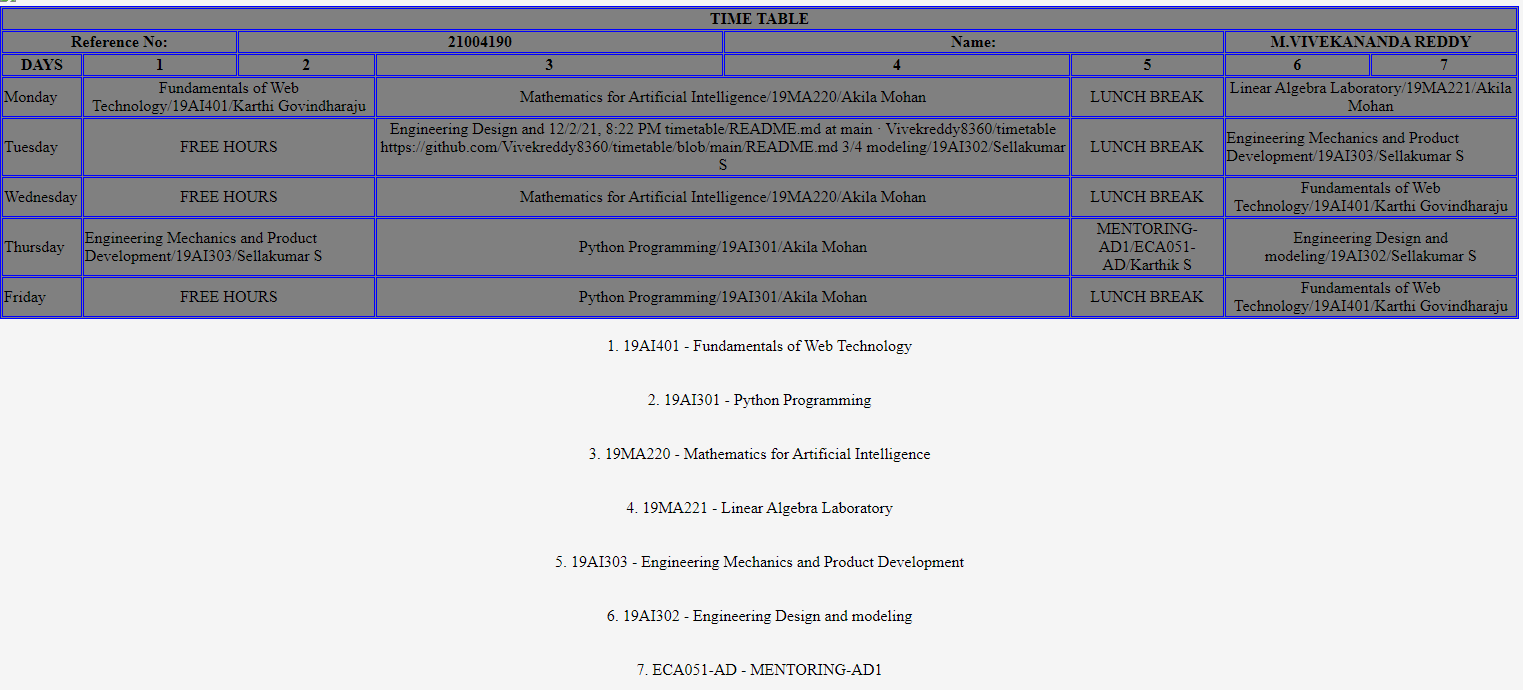 TIME TABLE
Reference No: 21004190 Name: M.VIVEKANANDA REDDY
DAYS 1 2 3 4 5 6 7
Monday
Fundamentals of Web
Technology/19AI401/Karthi Govindharaju
Mathematics for Artificial Intelligence/19MA220/Akila Mohan
LUNCH BREAK
Linear Algebra Laboratory/19MA221/Akila
Mohan
Tuesday
FREE HOURS
Engineering Design and 12/2/21, 8:22 PM timetable/README.md at main · Vivekreddy8360/timetable
https://github.com/Vivekreddy8360/timetable/blob/main/README.md 3/4 modeling/19AI302/Sellakumar
S
LUNCH BREAK
Engineering Mechanics and Product
Development/19AI303/Sellakumar S
Wednesday
FREE HOURS
Mathematics for Artificial Intelligence/19MA220/Akila Mohan
LUNCH BREAK
Fundamentals of Web
Technology/19AI401/Karthi Govindharaju
Thursday
Engineering Mechanics and Product
Development/19AI303/Sellakumar S
Python Programming/19AI301/Akila Mohan
MENTORING-
AD1/ECA051-
AD/Karthik S
Engineering Design and
modeling/19AI302/Sellakumar S
Friday
FREE HOURS
Python Programming/19AI301/Akila Mohan
LUNCH BREAK
Fundamentals of Web
Technology/19AI401/Karthi Govindharaju
1. 19AI401 - Fundamentals of Web Technology
2. 19AI301 - Python Programming
3. 19MA220 - Mathematics for Artificial Intelligence
4. 19MA221 - Linear Algebra Laboratory
5. 19AI303 - Engineering Mechanics and Product Development
6. 19AI302 - Engineering Design and modeling
7. ECA051-AD - MENTORING-AD1